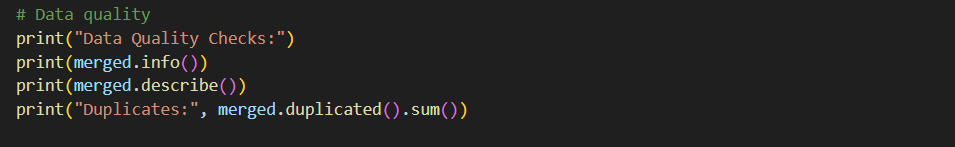 # Data quality
print("Data Quality Checks:")
print(merged.info())
print(merged.describe())
print("Duplicates:", merged.duplicated().sum())